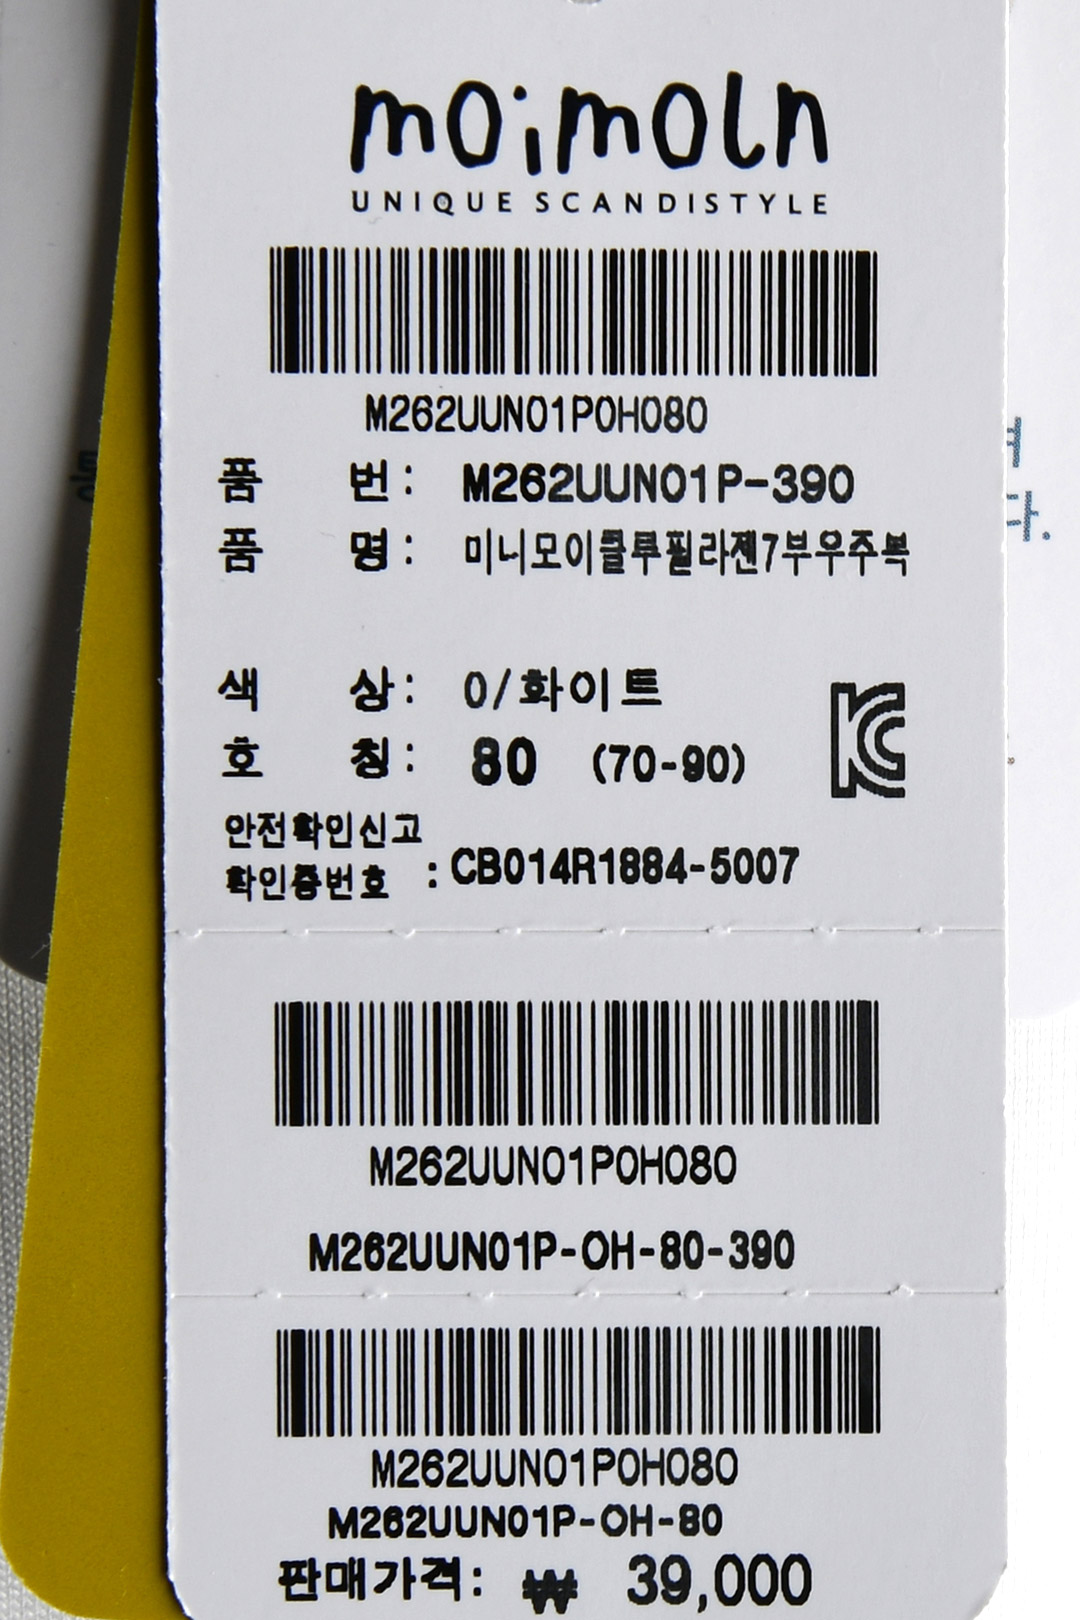 moimoln
UNIQUE SCANDISTYLE
M262UUN01P0H080
품 번 : M262UUN01P-390
품 명 : 미니모이클루필라젠7부우주복
색 상 : 0/화이트
호 칭 : 80 (70-90)
KC
안전확인신고
확인증번호 : CB014R1884-5007
M262UUN01P0H080
M262UUN01P-OH-80-390
M262UUN01P0H080
M262UUN01P-OH-80
판매가격: ₩ 39,000
다.